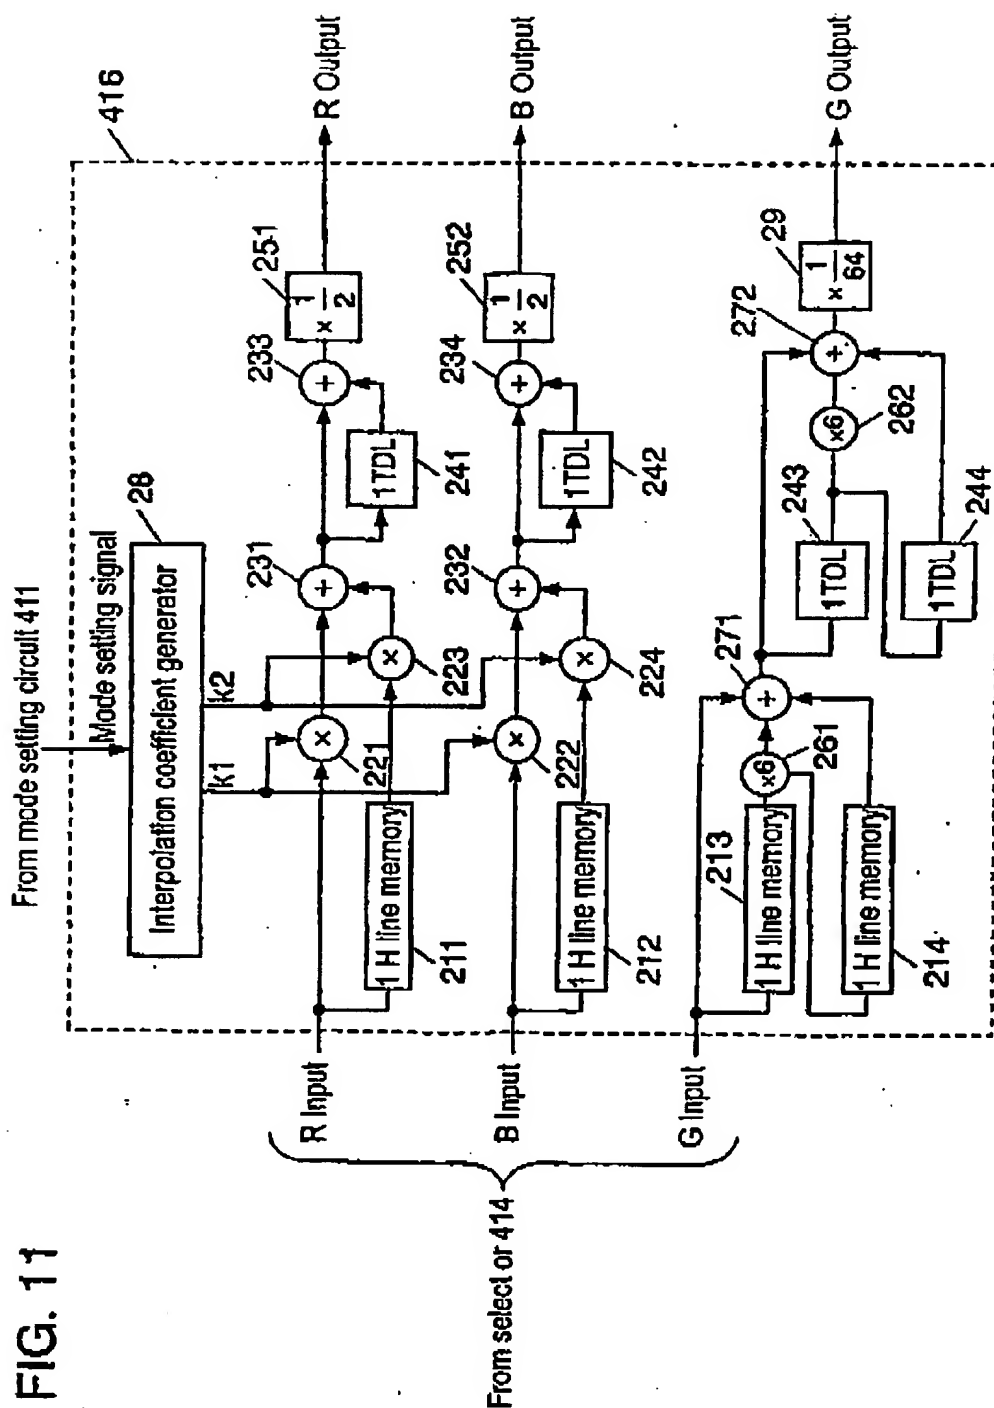 FIG. 11
From mode setting circuit 411
Mode setting signal
28
416
Interpolation coefficient generator
k1
k2
R Input
1 H line memory
211
×
221
×
223
+
231
1TDL
241
+
233
× 1/2
251
R Output
B Input
1 H line memory
212
×
222
×
224
+
232
1TDL
242
+
234
× 1/2
252
B Output
From select or 414
G Input
1 H line memory
213
1 H line memory
214
x6
261
+
271
1TDL
243
1TDL
244
x6
262
+
272
× 1/64
29
G Output